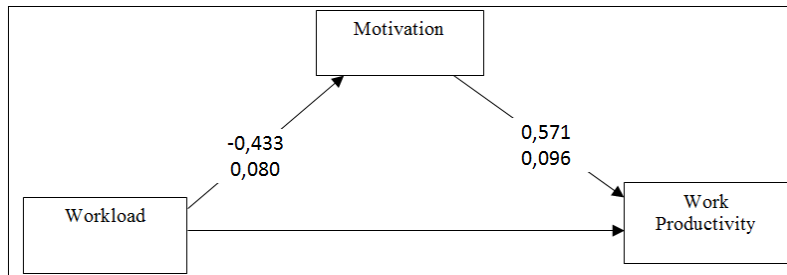 Motivation
-0,433
0,080
0,571
0,096
Workload
Work
Productivity